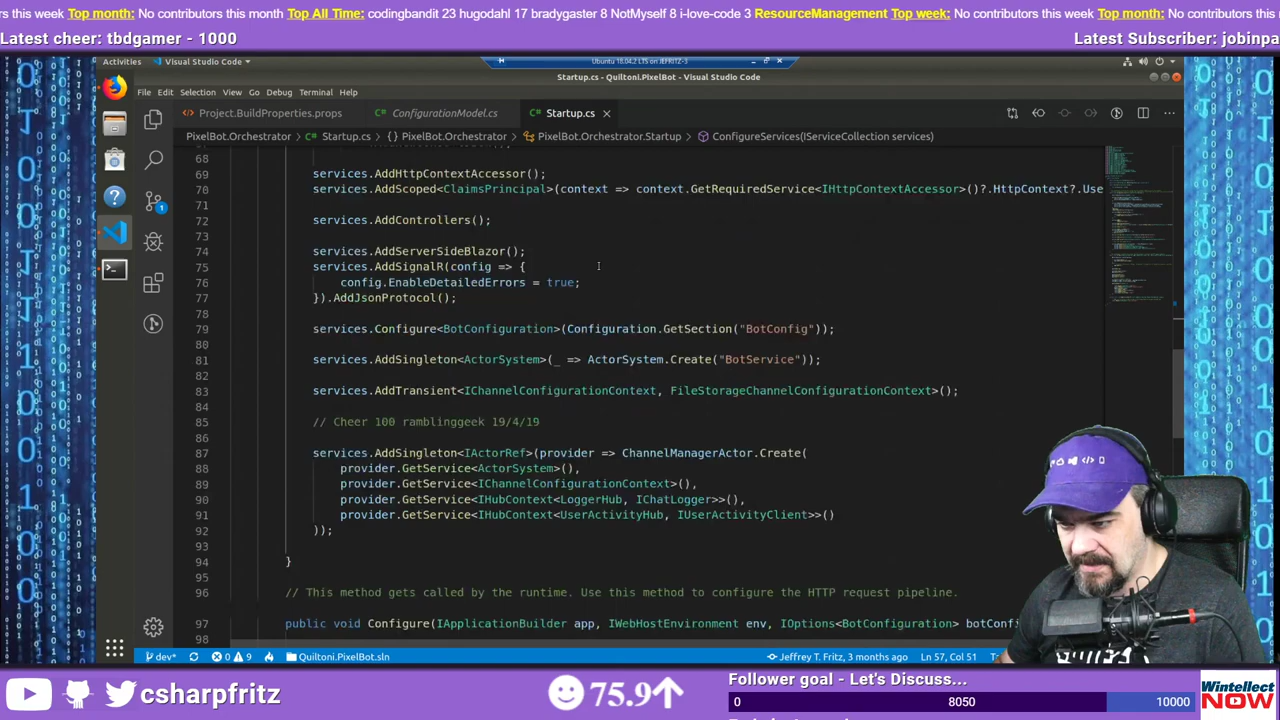 rs this week Top month: No contributors this month Top All Time: codingbandit 23 hugodahl 17 bradygaster 8 NotMyself 8 i-love-code 3 ResourceManagement Top week: No contributors this week Top month: No contributors this
Latest cheer: tbdgamer - 1000
Latest Subscriber: jobinpa
Activities Visual Studio Code
Ubuntu 18.04.2 LTS on JEFRITZ-3
Startup.cs - Quiltoni.PixelBot - Visual Studio Code
File Edit Selection View Go Debug Terminal Help
Project.BuildProperties.props ConfigurationModel.cs Startup.cs
PixelBot.Orchestrator > Startup.cs > {} PixelBot.Orchestrator > PixelBot.Orchestrator.Startup > ConfigureServices(IServiceCollection services)
68
69 services.AddHttpContextAccessor();
70 services.AddScoped<ClaimsPrincipal>(context => context.GetRequiredService<IHttpContextAccessor>()?.HttpContext?.Use
71
72 services.AddControllers();
73
74 services.AddServerSideBlazor();
75 services.AddSignalR(config => {
76 config.EnableDetailedErrors = true;
77 }).AddJsonProtocol();
78
79 services.Configure<BotConfiguration>(Configuration.GetSection("BotConfig"));
80
81 services.AddSingleton<ActorSystem>(_ => ActorSystem.Create("BotService"));
82
83 services.AddTransient<IChannelConfigurationContext, FileStorageChannelConfigurationContext>();
84
85 // Cheer 100 ramblinggeek 19/4/19
86
87 services.AddSingleton<IActorRef>(provider => ChannelManagerActor.Create(
88 provider.GetService<ActorSystem>(),
89 provider.GetService<IChannelConfigurationContext>(),
90 provider.GetService<IHubContext<LoggerHub, IChatLogger>>(),
91 provider.GetService<IHubContext<UserActivityHub, IUserActivityClient>>()
92 ));
93
94 }
95
96 // This method gets called by the runtime. Use this method to configure the HTTP request pipeline.
97 public void Configure(IApplicationBuilder app, IWebHostEnvironment env, IOptions<BotConfiguration> botConfi
98
dev* 0 9 Quiltoni.PixelBot.sln Jeffrey T. Fritz, 3 months ago Ln 57, Col 51
csharpfritz 75.9
Follower goal - Let's Discuss...
0 8050 10000
Wintellect
NOW